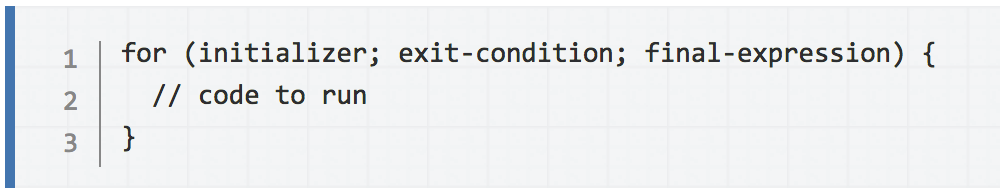 1 for (initializer; exit-condition; final-expression) {
2   // code to run
3 }